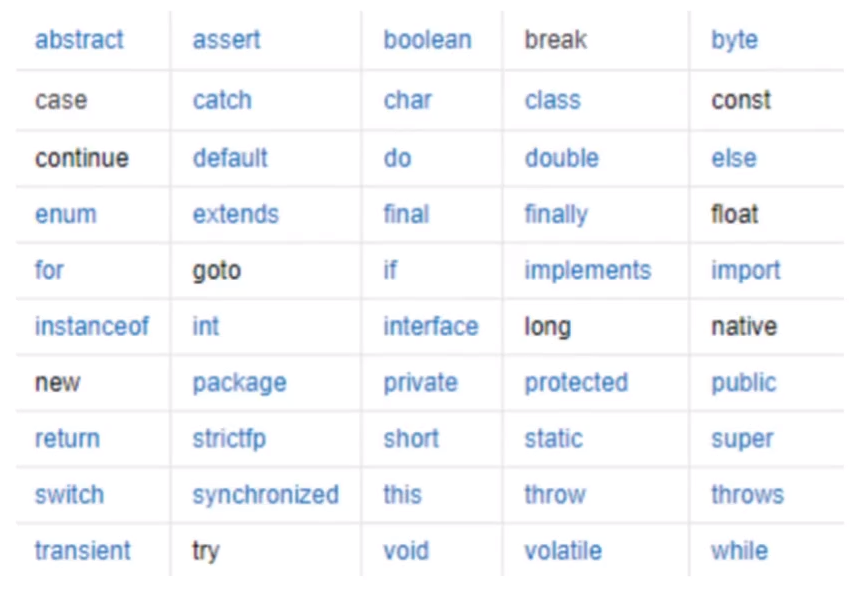 abstract assert boolean break byte
case catch char class const
continue default do double else
enum extends final finally float
for goto if implements import
instanceof int interface long native
new package private protected public
return strictfp short static super
switch synchronized this throw throws
transient try void volatile while